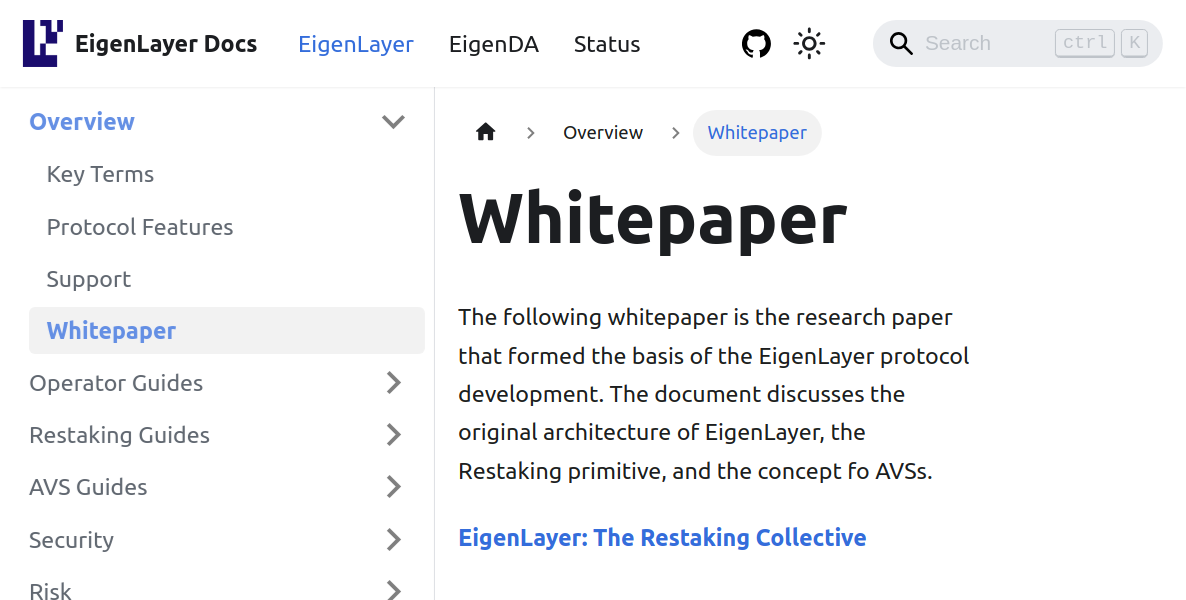 EigenLayer Docs
EigenLayer
EigenDA
Status
Search
ctrl K
Overview
Key Terms
Protocol Features
Support
Whitepaper
Operator Guides
Restaking Guides
AVS Guides
Security
Risk
Overview
Whitepaper
Whitepaper
The following whitepaper is the research paper
that formed the basis of the EigenLayer protocol
development. The document discusses the
original architecture of EigenLayer, the
Restaking primitive, and the concept fo AVSs.
EigenLayer: The Restaking Collective